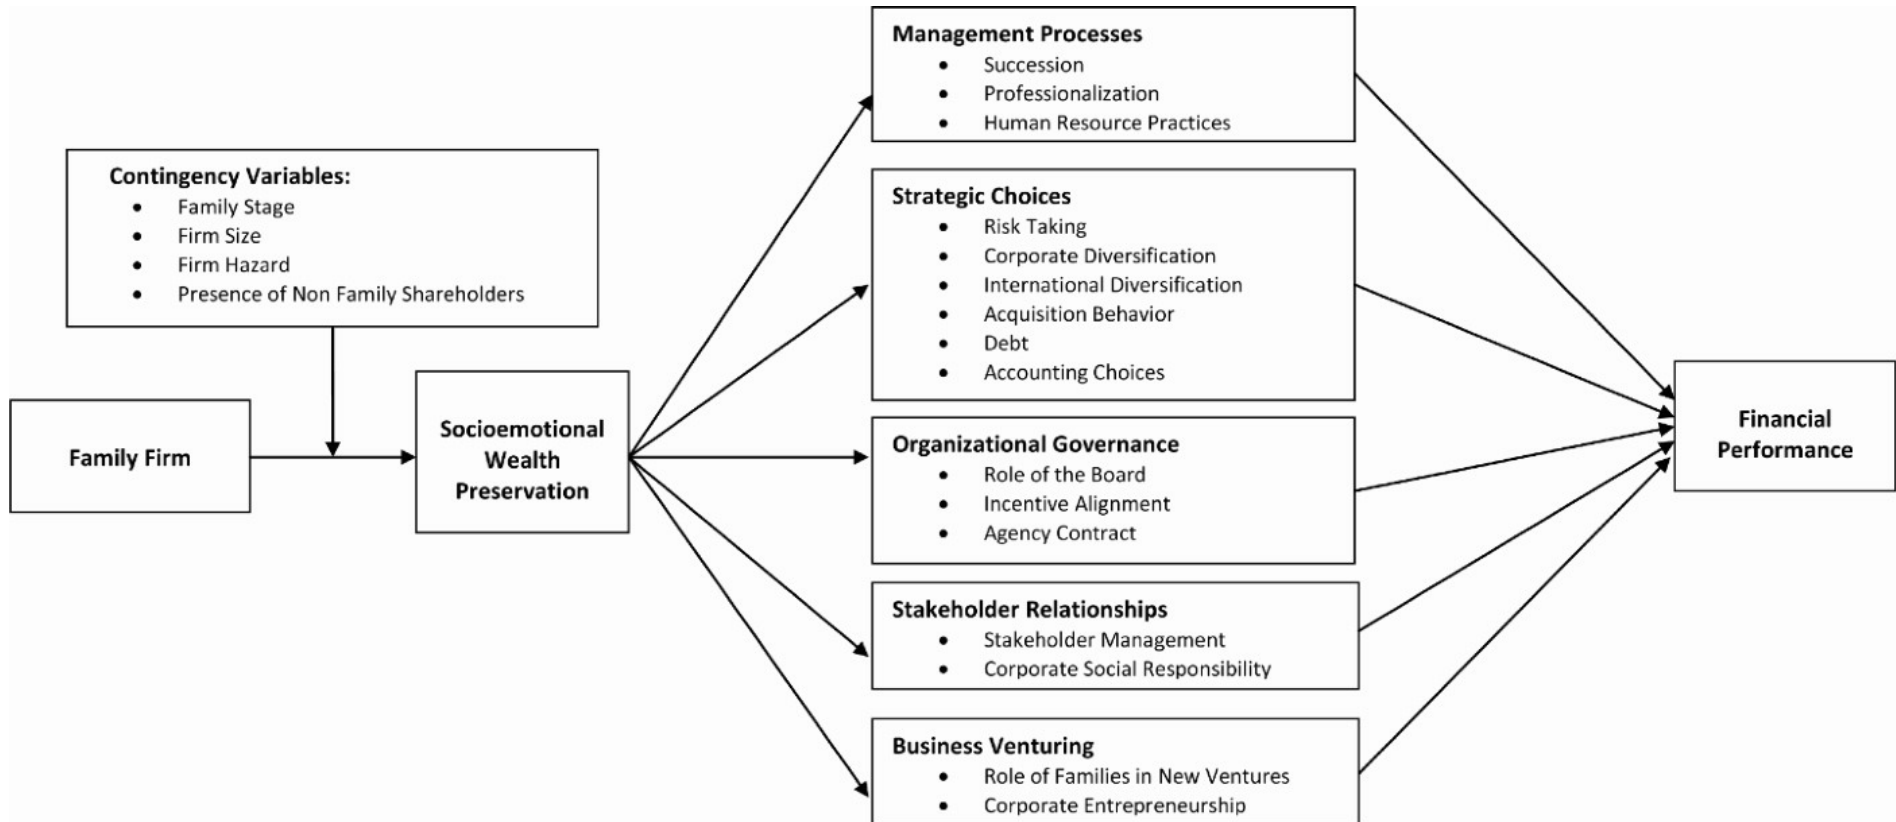 Contingency Variables:
• Family Stage
• Firm Size
• Firm Hazard
• Presence of Non Family Shareholders
Family Firm
Socioemotional
Wealth
Preservation
Management Processes
• Succession
• Professionalization
• Human Resource Practices
Strategic Choices
• Risk Taking
• Corporate Diversification
• International Diversification
• Acquisition Behavior
• Debt
• Accounting Choices
Organizational Governance
• Role of the Board
• Incentive Alignment
• Agency Contract
Stakeholder Relationships
• Stakeholder Management
• Corporate Social Responsibility
Business Venturing
• Role of Families in New Ventures
• Corporate Entrepreneurship
Financial
Performance